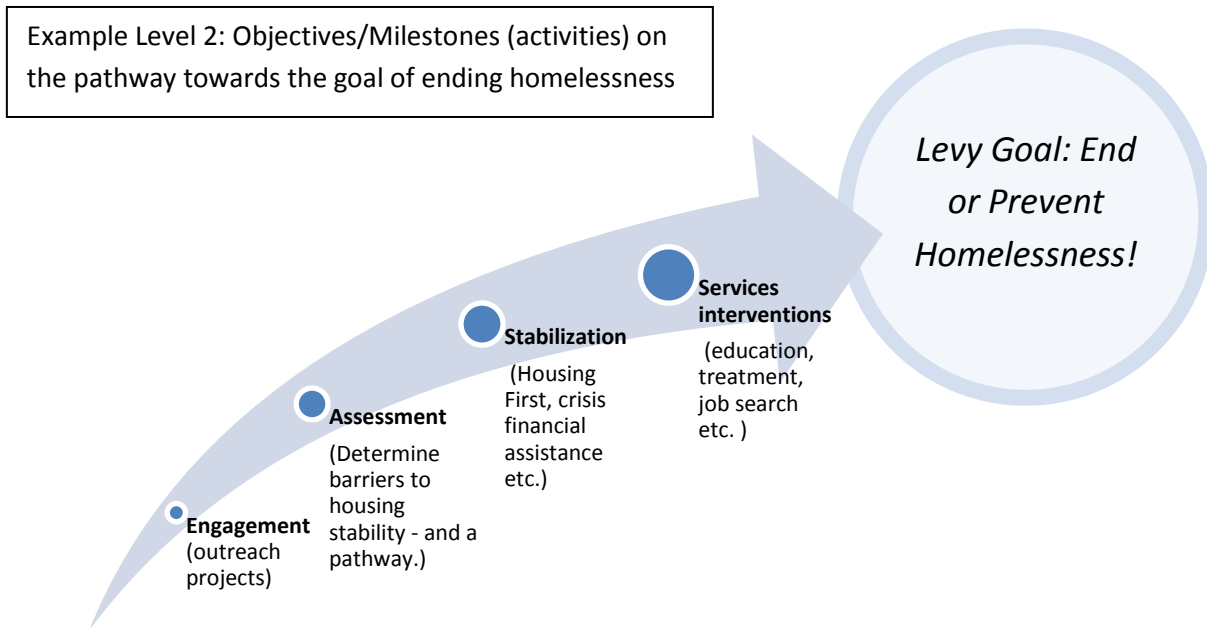 Example Level 2: Objectives/Milestones (activities) on
the pathway towards the goal of ending homelessness
Levy Goal: End
or Prevent
Homelessness!
Services
interventions
(education,
treatment,
job search
etc. )
Stabilization
(Housing
First, crisis
financial
assistance
etc.)
Assessment
(Determine
barriers to
housing
stability - and a
pathway.)
Engagement
(outreach
projects)